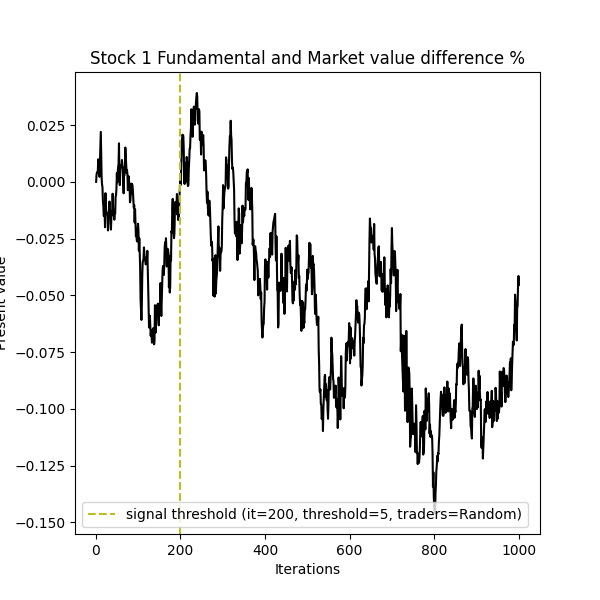 Stock 1 Fundamental and Market value difference %
0.025
0.000
−0.025
−0.050
−0.075
−0.100
−0.125
−0.150
Present value
signal threshold (it=200, threshold=5, traders=Random)
0 200 400 600 800 1000
Iterations